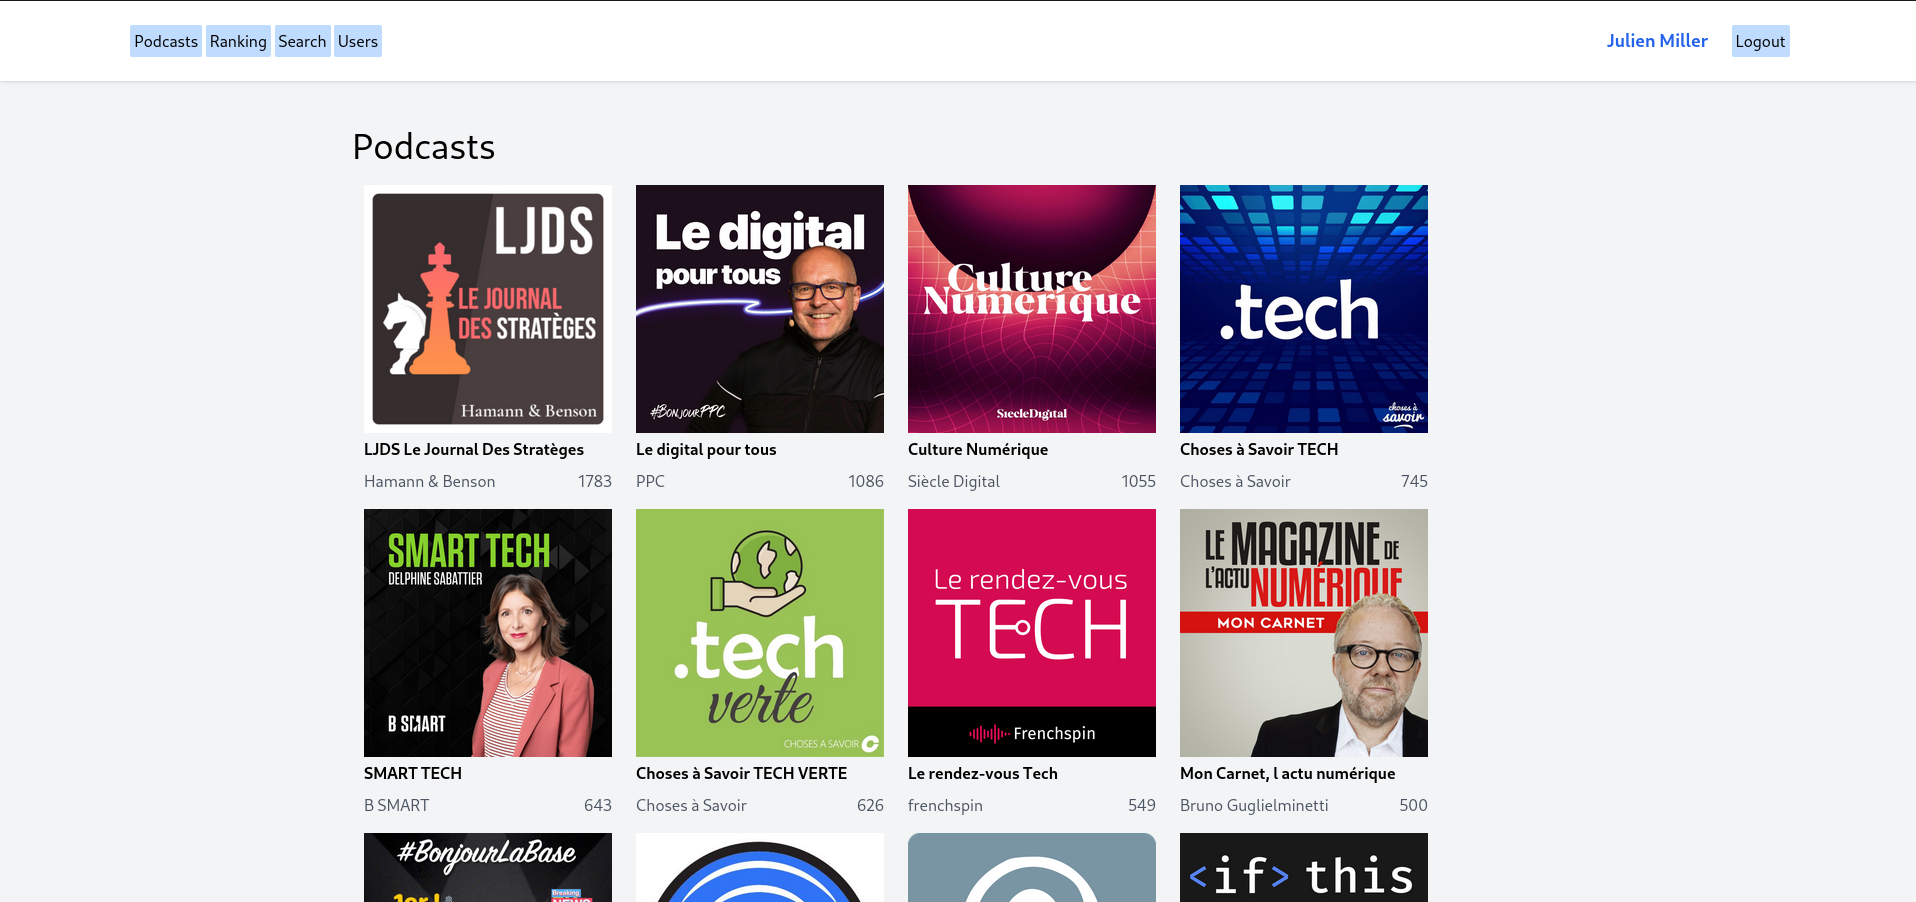 Podcasts Ranking Search Users
Julien Miller Logout
Podcasts
LJDS
LE JOURNAL
DES STRATÈGES
Hamann & Benson
LJDS Le Journal Des Stratèges
Hamann & Benson 1783
Le digital
pour tous
#BONJOURPPC
Le digital pour tous
PPC 1086
Culture
Numérique
SiecleDigital
Culture Numérique
Siècle Digital 1055
.tech
choses à
savoir
Choses à Savoir TECH
Choses à Savoir 745
SMART TECH
DELPHINE SABATTIER
B SMART
SMART TECH
B SMART 643
.tech
verte
CHOSES A SAVOIR
Choses à Savoir TECH VERTE
Choses à Savoir 626
Le rendez-vous
TECH
Frenchspin
Le rendez-vous Tech
frenchspin 549
LE MAGAZINE DE
L'ACTU NUMÉRIQUE
MON CARNET
Mon Carnet, l actu numérique
Bruno Guglielminetti 500
#BonjourLaBase
1er !
Breaking
NEWS
<if> this